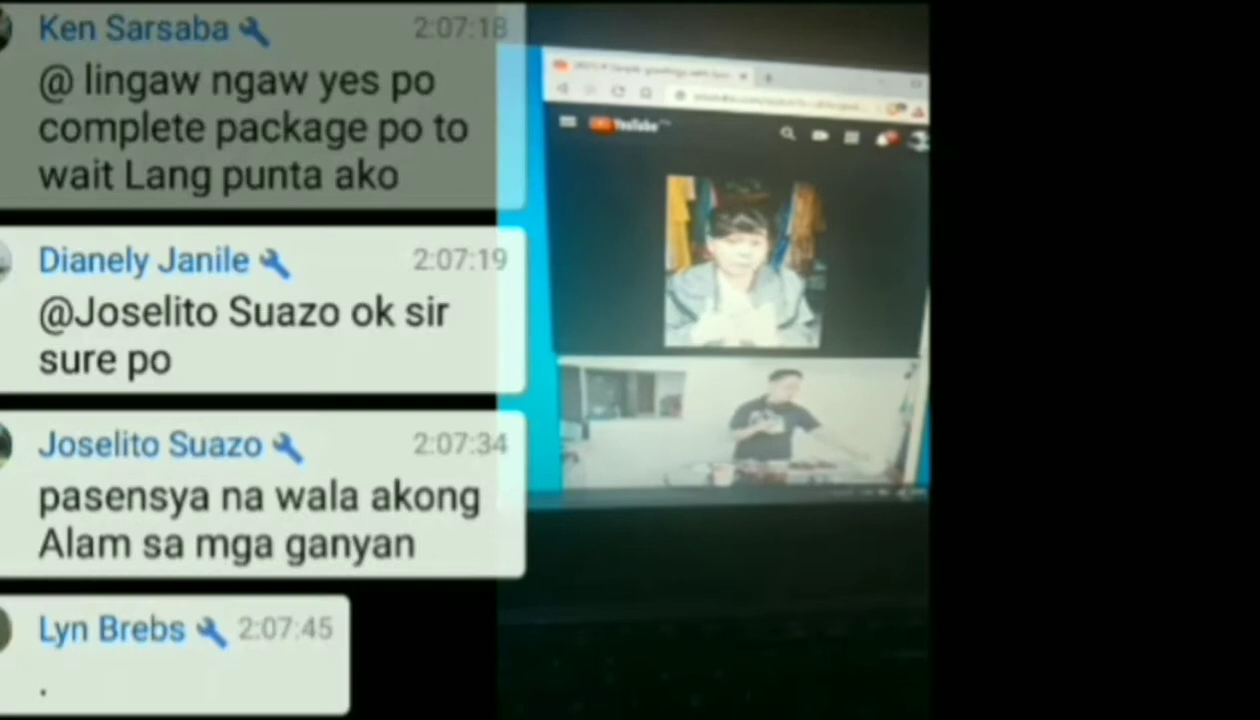 Ken Sarsaba 2:07:18
@ lingaw ngaw yes po
complete package po to
wait Lang punta ako
Dianely Janile 2:07:19
@Joselito Suazo ok sir
sure po
Joselito Suazo 2:07:34
pasensya na wala akong
Alam sa mga ganyan
Lyn Brebs 2:07:45
.
YouTube